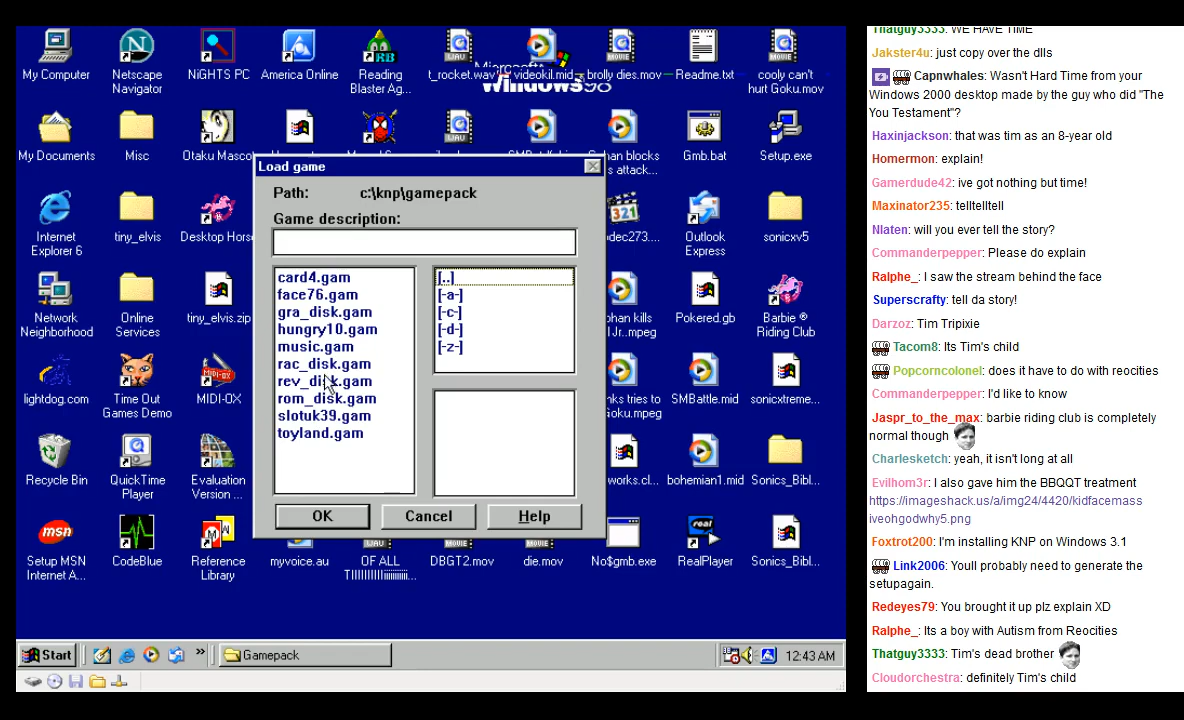 My Computer
Netscape
Navigator
NiGHTS PC
America Online
Reading
Blaster Ag...
t_rocket.wav
videokil.mid
brolly dies.mov
Readme.txt
cooly can't
hurt Goku.mov
Microsoft
Windows98
My Documents
Misc
Otaku Masco
Gmb.bat
Setup.exe
Load game
Path: c:\knp\gamepack
Game description:
card4.gam
face76.gam
gra_disk.gam
hungry10.gam
music.gam
rac_disk.gam
rev_disk.gam
rom_disk.gam
slotuk39.gam
toyland.gam
[..]
[-a-]
[-c-]
[-d-]
[-z-]
OK
Cancel
Help
Internet
Explorer 6
tiny_elvis
Desktop Hors
Outlook
Express
sonicxv5
Network
Neighborhood
Online
Services
tiny_elvis.zip
Pokered.gb
Barbie ®
Riding Club
lightdog.com
Time Out
Games Demo
MIDI-OX
Goku.mpeg
SMBattle.mid
sonicxtreme...
Recycle Bin
QuickTime
Player
Evaluation
Version ...
bohemian1.mid
Sonics_Bibl...
msn
Setup MSN
Internet A...
CodeBlue
Reference
Library
myvoice.au
OF ALL
DBGT2.mov
die.mov
No$gmb.exe
real
RealPlayer
Sonics_Bibl...
Start
Gamepack
12:43 AM
Thatguy3333: WE HAVE TIME
Jakster4u: just copy over the dlls
Capnwhales: Wasn't Hard Time from your
Windows 2000 desktop made by the guy who did "The
You Testament"?
Haxinjackson: that was tim as an 8-year old
Homermon: explain!
Gamerdude42: ive got nothing but time!
Maxinator235: telltelltell
Nlaten: will you ever tell the story?
Commanderpepper: Please do explain
Ralphe_: I saw the stream behind the face
Superscrafty: tell da story!
Darzoz: Tim Tripixie
Tacom8: Its Tim's child
Popcorncolonel: does it have to do with reocities
Commanderpepper: I'd like to know
Jaspr_to_the_max: barbie riding club is completely
normal though
Charlesketch: yeah, it isn't long at all
Evilhom3r: I also gave him the BBQQT treatment
https://imageshack.us/a/img24/4420/kidfacemass
iveohgodwhy5.png
Foxtrot200: I'm installing KNP on Windows 3.1
Link2006: Youll probably need to generate the
setupagain.
Redeyes79: You brought it up plz explain XD
Ralphe_: Its a boy with Autism from Reocities
Thatguy3333: Tim's dead brother
Cloudorchestra: definitely Tim's child